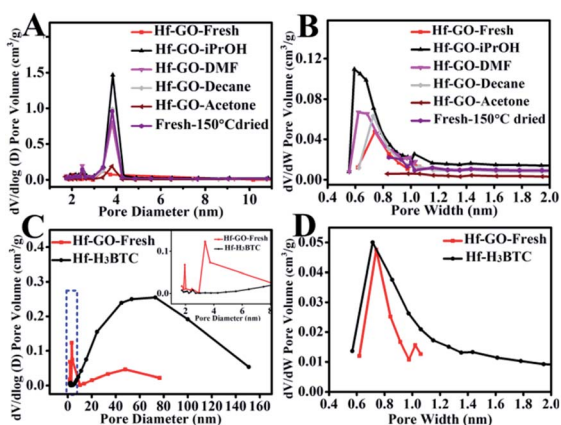 A
dV/dlog (D) Pore Volume (cm³/g)
2.0
1.5
1.0
0.5
0.0
Hf-GO-Fresh
Hf-GO-iPrOH
Hf-GO-DMF
Hf-GO-Decane
Hf-GO-Acetone
Fresh-150°Cdried
2 4 6 8 10
Pore Diameter (nm)
B
dV/dW Pore Volume (cm³/g)
0.12
0.08
0.04
0.00
Hf-GO-Fresh
Hf-GO-iPrOH
Hf-GO-DMF
Hf-GO-Decane
Hf-GO-Acetone
Fresh-150°C dried
0.4 0.6 0.8 1.0 1.2 1.4 1.6 1.8 2.0
Pore Width (nm)
C
dV/dlog (D) Pore Volume (cm³/g)
0.4
0.3
0.2
0.1
0.0
Hf-GO-Fresh
Hf-H₃BTC
0.1
0.0
Hf-GO-Fresh
Hf-H₃BTC
2 4 6 8
Pore Diameter (nm)
0 20 40 60 80 100 120 140 160
Pore Diameter (nm)
D
dV/dW Pore Volume (cm³/g)
0.05
0.04
0.03
0.02
0.01
0.00
Hf-GO-Fresh
Hf-H₃BTC
0.4 0.6 0.8 1.0 1.2 1.4 1.6 1.8 2.0
Pore Width (nm)